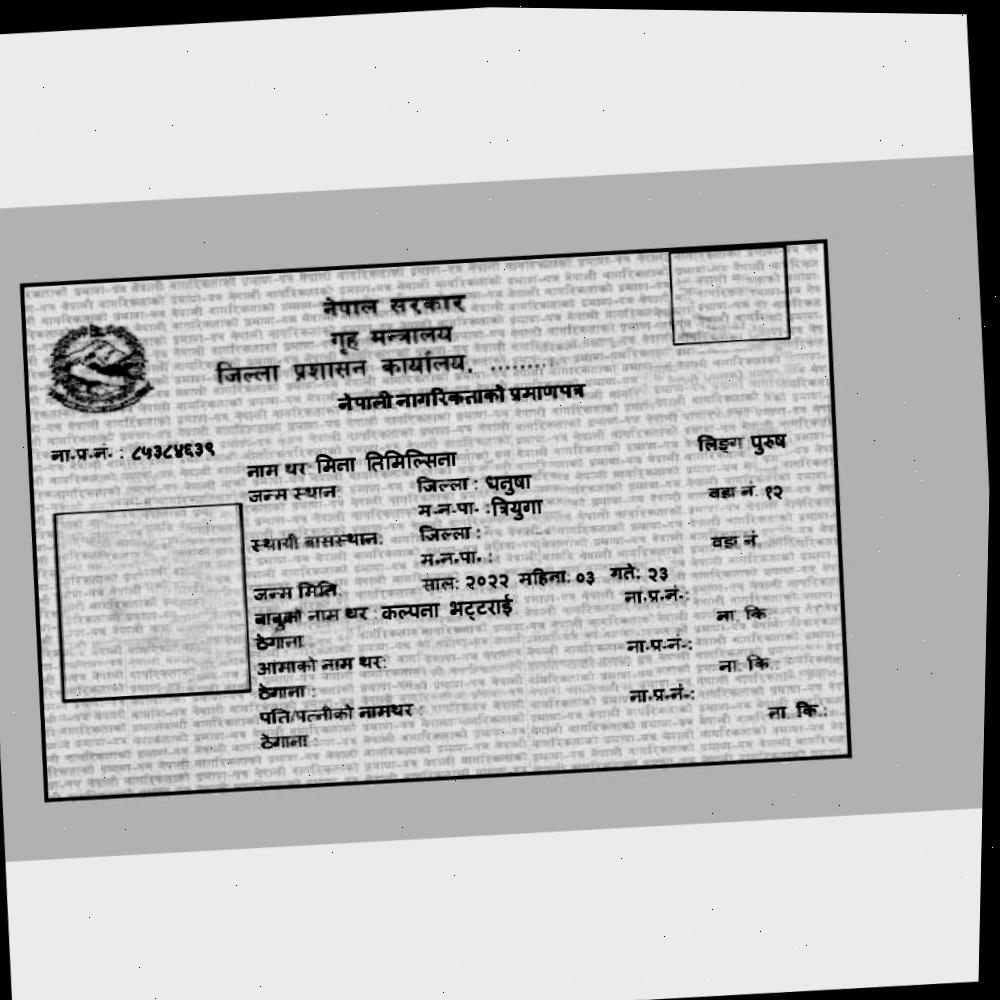 नेपाल सरकार
गृह मन्त्रालय
जिल्ला प्रशासन कार्यालय, ........
नेपाली नागरिकताको प्रमाणपत्र
ना.प्र.नं. : ८५३८४६३९
लिङ्ग पुरुष
नाम थर मिना तिमिल्सिना
जन्म स्थान: जिल्ला : धनुषा
म.न.पा. : त्रियुगा वडा नं. १२
स्थायी बासस्थान: जिल्ला :
म.न.पा. : वडा नं.
जन्म मिति: साल: २०२२ महिना: ०३ गते: २३
बाबुको नाम थर : कल्पना भट्टराई ना.प्र.नं.:
ठेगाना ना. कि
आमाको नाम थर: ना.प्र.नं.:
ठेगाना : ना. कि.:
पति/पत्नीको नामथर : ना.प्र.नं.:
ठेगाना : ना. कि.: